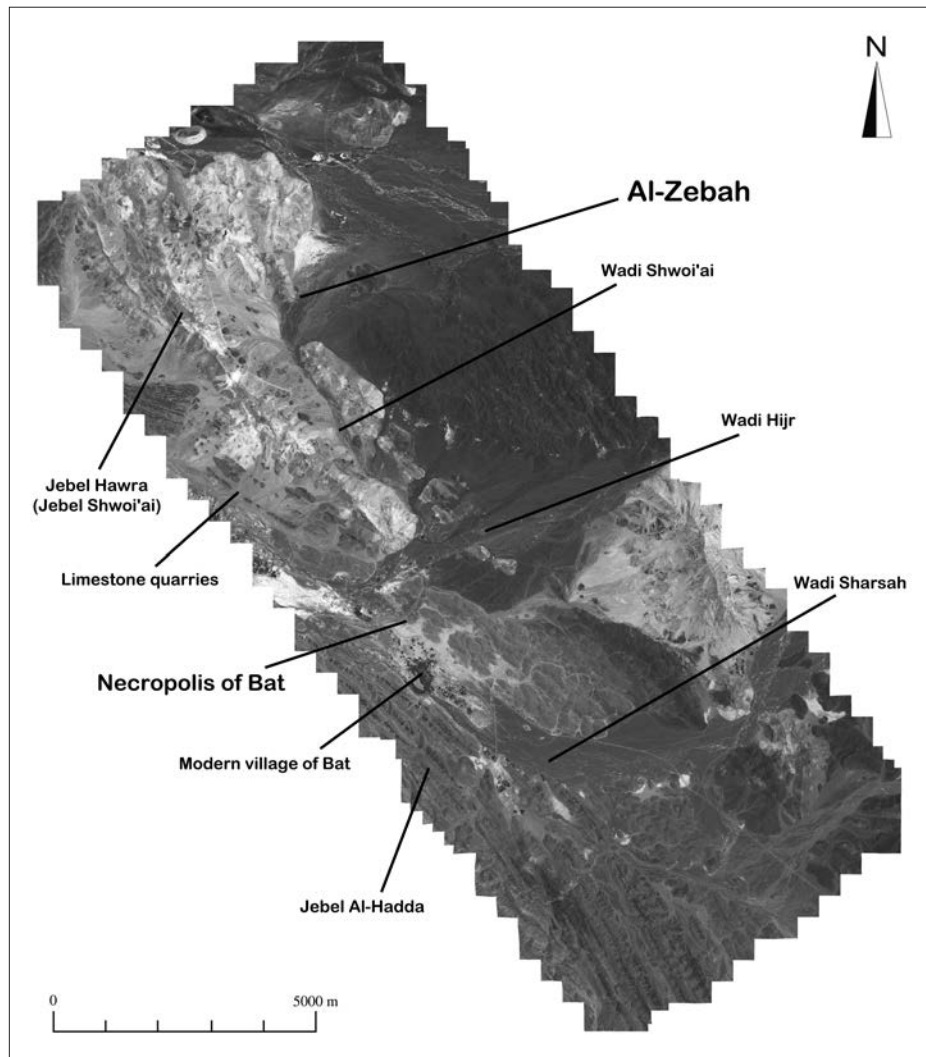 N
Al-Zebah
Wadi Shwoi'ai
Wadi Hijr
Jebel Hawra
(Jebel Shwoi'ai)
Limestone quarries
Wadi Sharsah
Necropolis of Bat
Modern village of Bat
Jebel Al-Hadda
0
5000 m